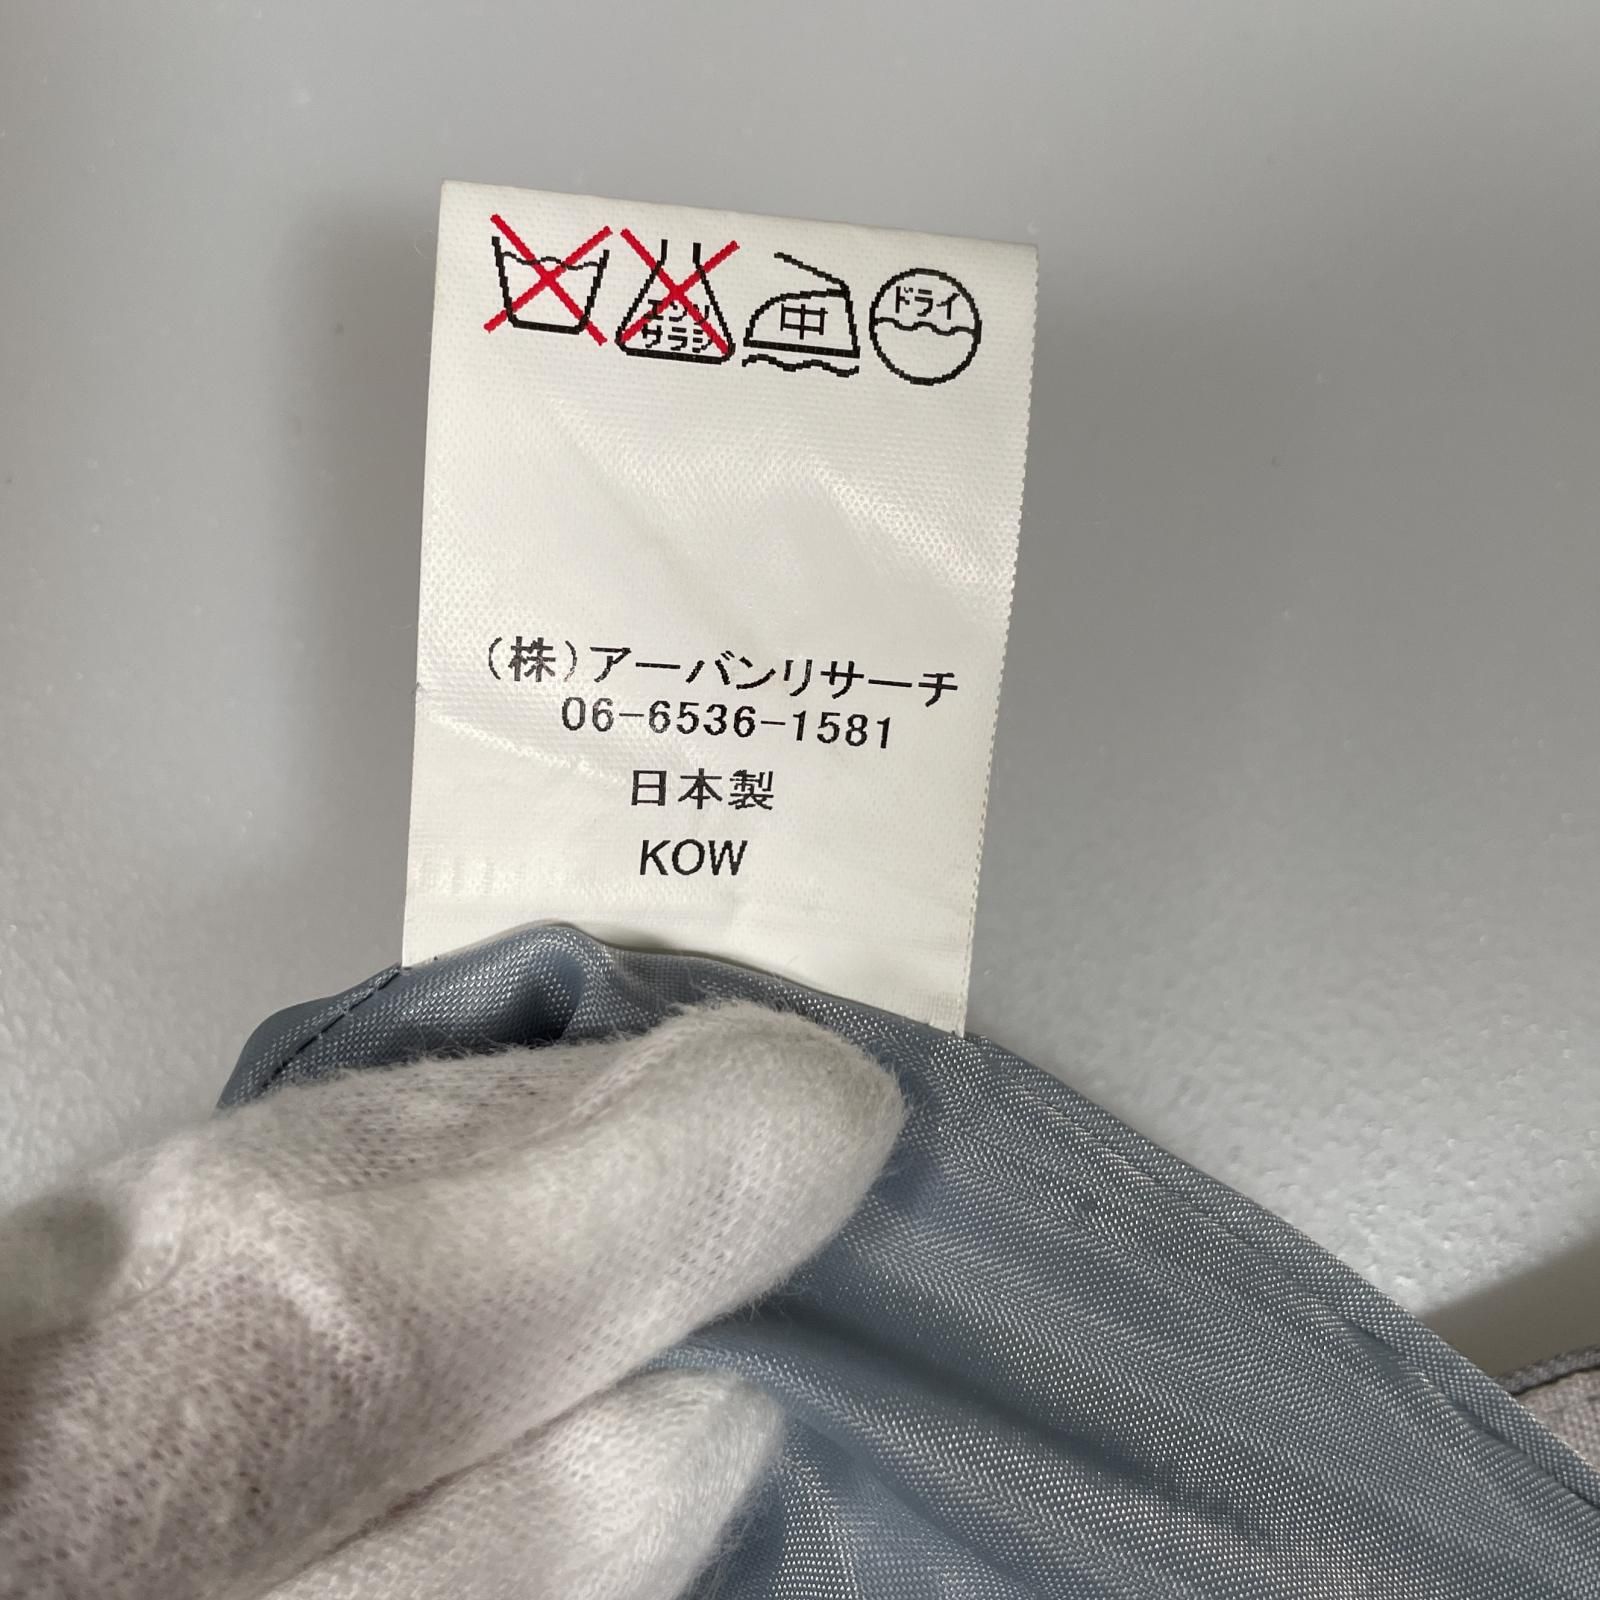 エンソ サラシ 中 ドライ
(株)アーバンリサーチ
06-6536-1581
日本製
KOW